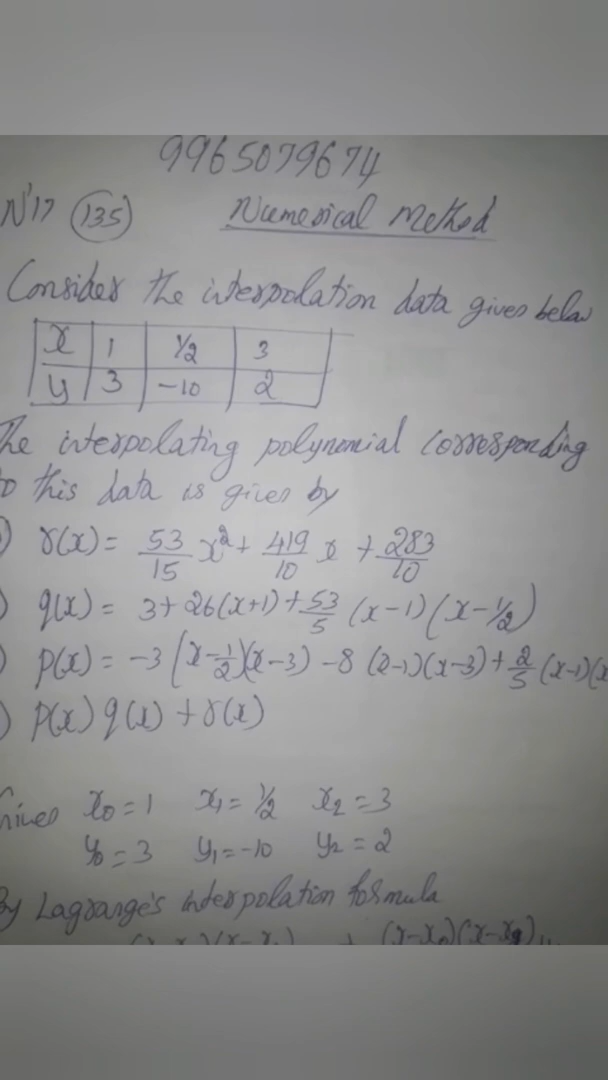 9965079674
N'17 (135) Numerical Method
Consider the interpolation data given below
x 1 1/2 3
y 3 -10 2
The interpolating polynomial corresponding
to this data is given by
) r(x) = 53/15 x² + 419/10 x + 283/10
) q(x) = 3 + 26(x+1) + 53/5 (x-1)(x-1/2)
) p(x) = -3 (x-1/2)(x-3) -8 (x-1)(x-3) + 2/5 (x-1)(x
) p(x) q(x) + r(x)
Given x₀ = 1 x₁ = 1/2 x₂ = 3
y₀ = 3 y₁ = -10 y₂ = 2
By Lagrange's interpolation formula